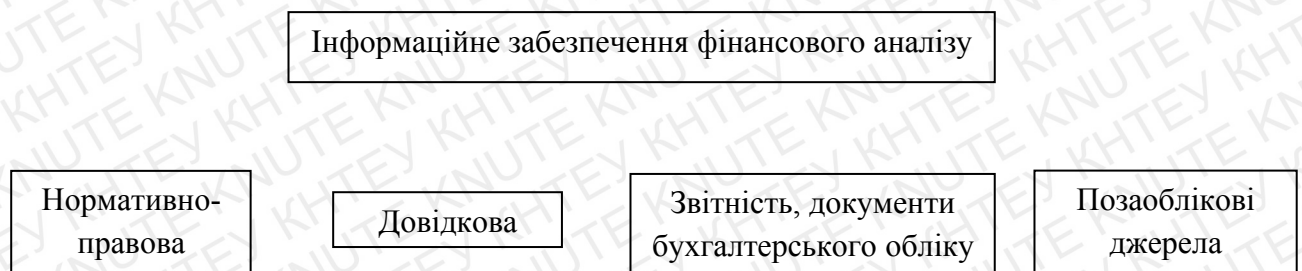 Інформаційне забезпечення фінансового аналізу
Нормативно-
правова
Довідкова
Звітність, документи
бухгалтерського обліку
Позаоблікові
джерела